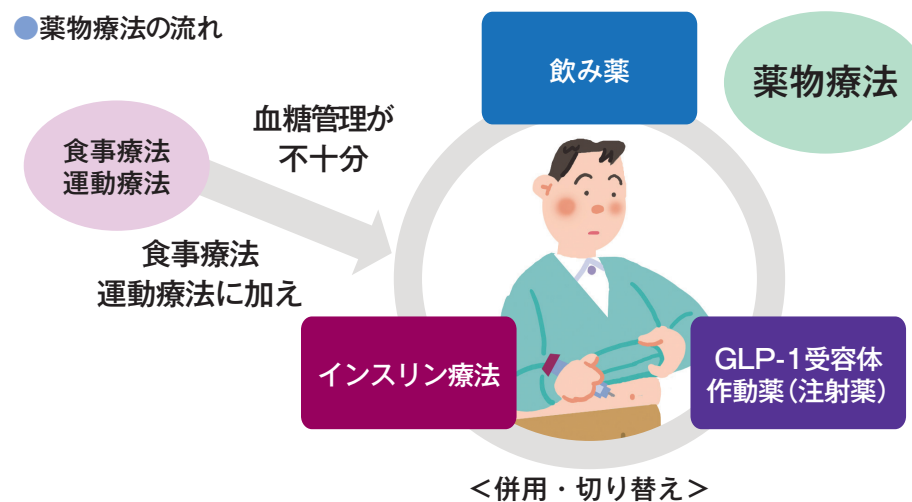 ●薬物療法の流れ
飲み薬
薬物療法
血糖管理が
不十分
食事療法
運動療法
食事療法
運動療法に加え
インスリン療法
GLP-1受容体
作動薬（注射薬）
＜併用・切り替え＞